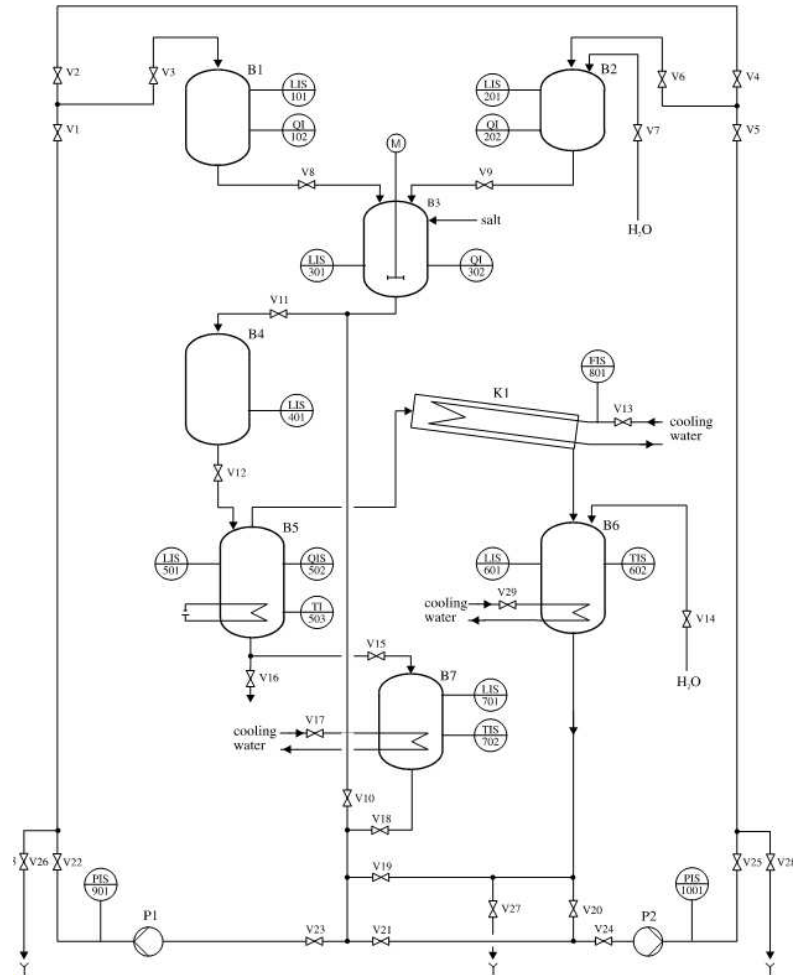 V2
V3
B1
LIS
101
LIS
201
B2
V6
V4
V1
QI
102
QI
202
V7
V5
M
V8
V9
B3
salt
H₂O
LIS
301
QI
302
V11
B4
FIS
801
K1
V13
cooling
water
LIS
401
V12
B5
B6
LIS
501
QIS
502
LIS
601
TIS
602
V29
TI
503
cooling
water
V14
V15
V16
B7
H₂O
LIS
701
V17
cooling
water
TIS
702
V10
V18
V26
V22
V19
V25
V28
PIS
901
PIS
1001
P1
V27
V20
P2
V23
V21
V24
Y
Y
Y